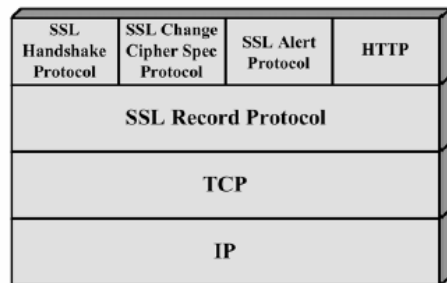 SSL
Handshake
Protocol
SSL Change
Cipher Spec
Protocol
SSL Alert
Protocol
HTTP
SSL Record Protocol
TCP
IP